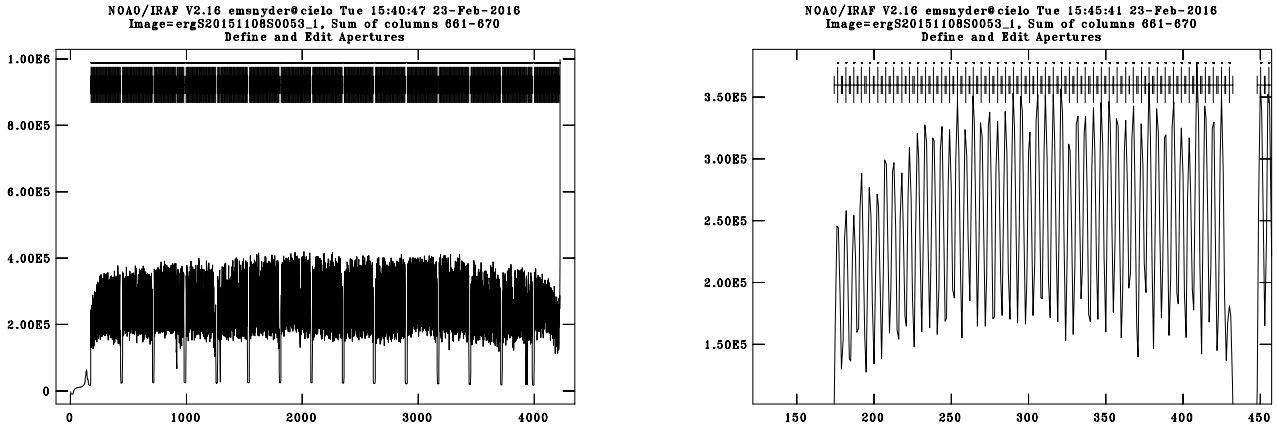 NOAO/IRAF V2.16 emsnyder@cielo Tue 15:40:47 23-Feb-2016
Image=ergS20151108S0053_1, Sum of columns 661-670
Define and Edit Apertures
1.00E6
8.00E5
6.00E5
4.00E5
2.00E5
0
0 1000 2000 3000 4000
NOAO/IRAF V2.16 emsnyder@cielo Tue 15:45:41 23-Feb-2016
Image=ergS20151108S0053_1, Sum of columns 661-670
Define and Edit Apertures
3.50E5
3.00E5
2.50E5
2.00E5
1.50E5
150 200 250 300 350 400 450